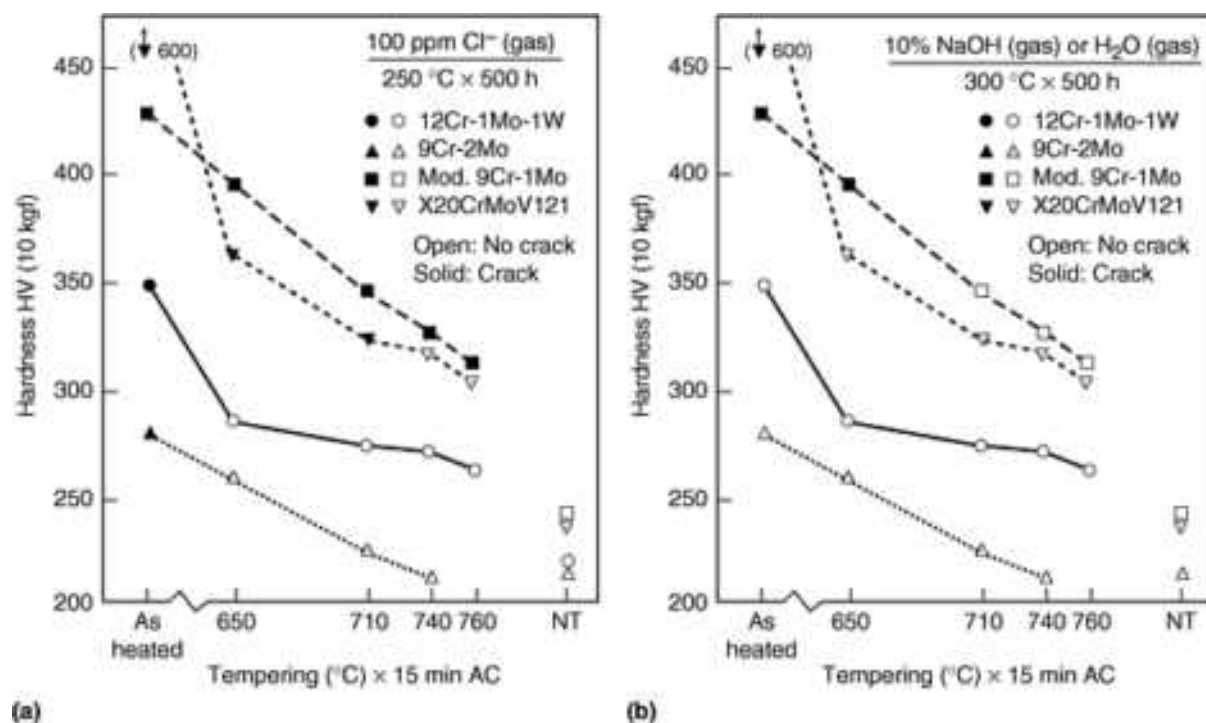 (↑ 600)
100 ppm Cl⁻ (gas)
250 °C × 500 h
12Cr-1Mo-1W
9Cr-2Mo
Mod. 9Cr-1Mo
X20CrMoV121
Open: No crack
Solid: Crack
450
400
350
300
250
200
Hardness HV (10 kgf)
As heated
650
710
740
760
NT
Tempering (°C) × 15 min AC
(a)
(↑ 600)
10% NaOH (gas) or H₂O (gas)
300 °C × 500 h
12Cr-1Mo-1W
9Cr-2Mo
Mod. 9Cr-1Mo
X20CrMoV121
Open: No crack
Solid: Crack
450
400
350
300
250
200
Hardness HV (10 kgf)
As heated
650
710
740
760
NT
Tempering (°C) × 15 min AC
(b)